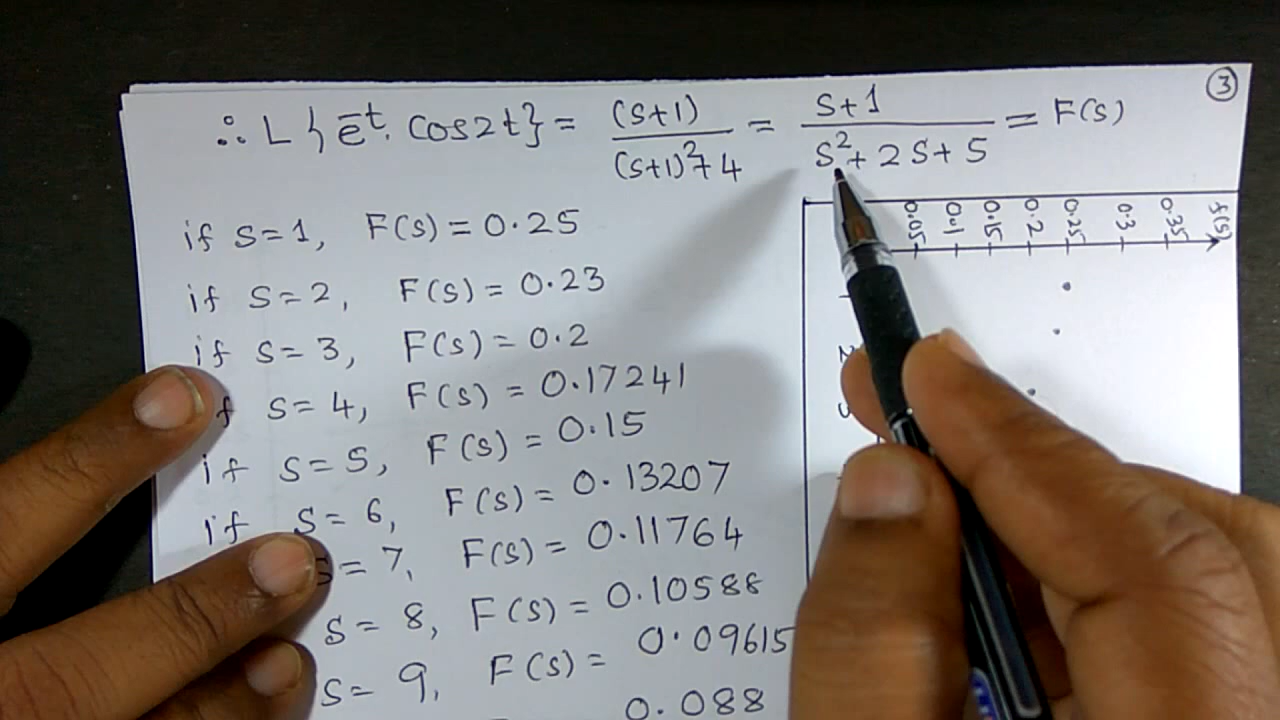 ③
∴ L{e̅ᵗ. cos2t} = (s+1)/((s+1)²+4) = s+1/(s²+2s+5) = F(s)
if s=1, F(s) = 0.25
if s=2, F(s) = 0.23
if s=3, F(s) = 0.2
f s=4, F(s) = 0.17241
if s=5, F(s) = 0.15
if s=6, F(s) = 0.13207
s=7, F(s) = 0.11764
s=8, F(s) = 0.10588
s=9, F(s) = 0.09615
0.088
0.05 0.1 0.15 0.2 0.25 0.3 0.35 f(s)
1
2
3